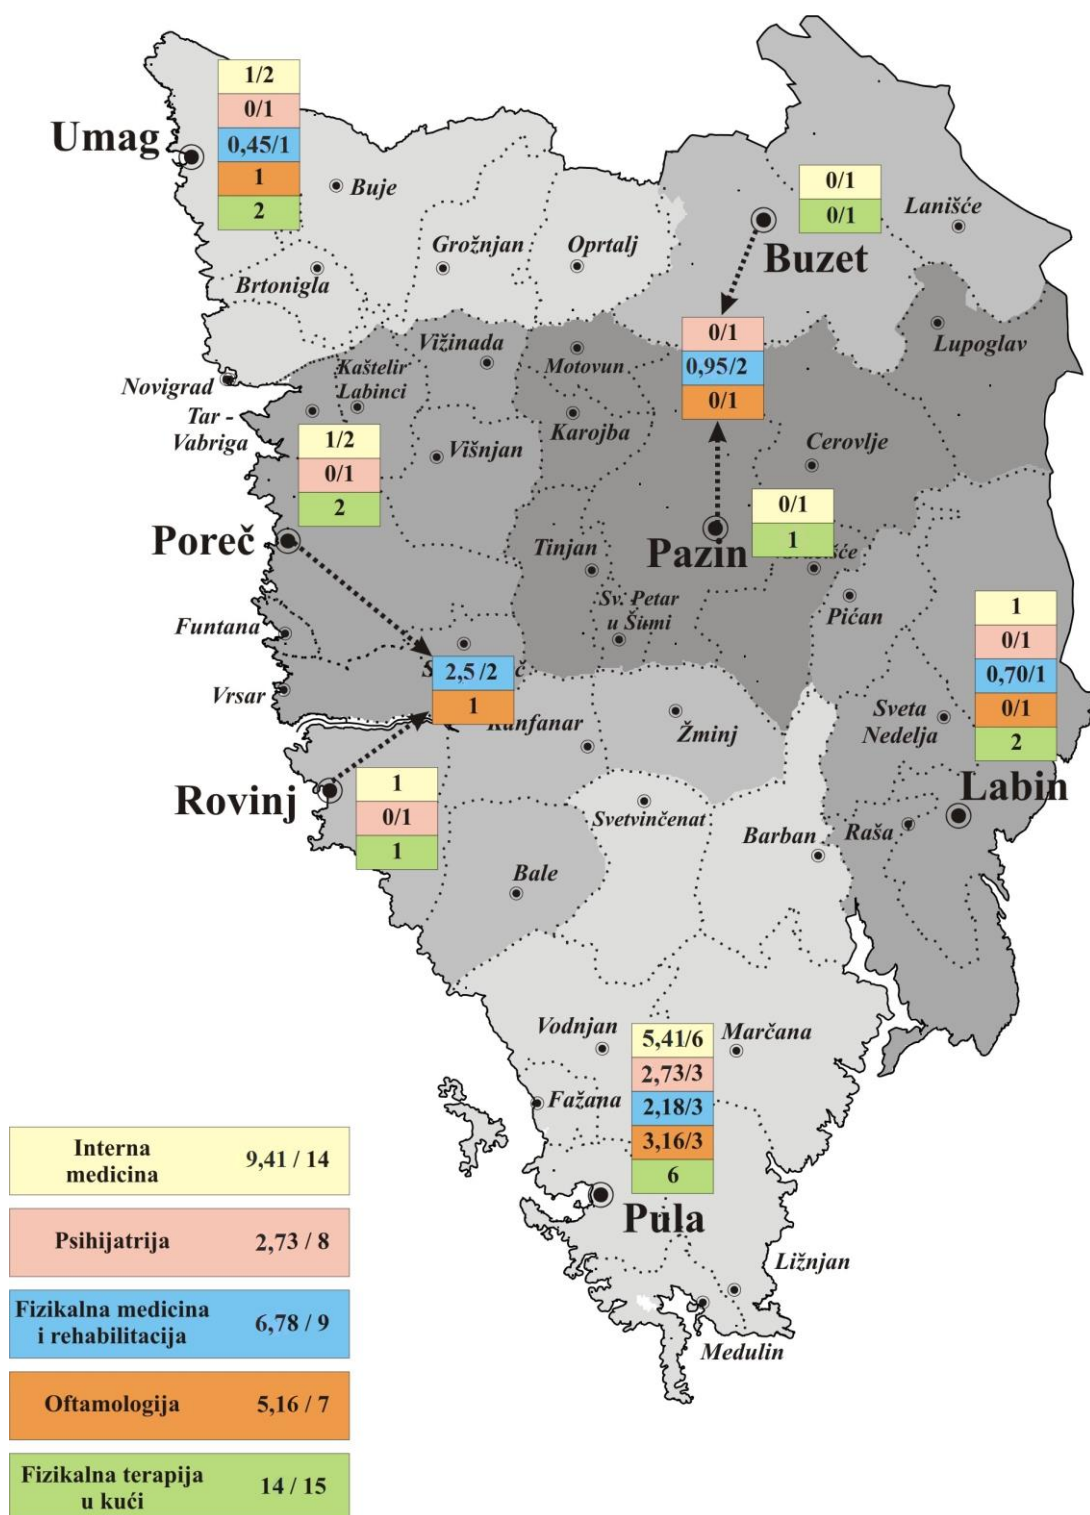 1/2
0/1
0,45/1
1
2
Umag
Buje
Grožnjan
Oprtalj
Brtonigla
0/1
0/1
Lanišće
Buzet
0/1
0,95/2
0/1
Lupoglav
Vižinada
Motovun
Kaštelir
Labinci
Novigrad
Tar -
Vabriga
Karojba
Višnjan
1/2
0/1
2
Cerovlje
Poreč
0/1
1
Pazin
Tinjan
Sv. Petar
u Šumi
Pićan
Funtana
Vrsar
2,5/2
1
Kanfanar
Žminj
1
0/1
0,70/1
0/1
2
Sveta
Nedelja
Labin
Rovinj
1
0/1
1
Svetvinčenat
Barban
Raša
Bale
Vodnjan
5,41/6
2,73/3
2,18/3
3,16/3
6
Marčana
Fažana
Pula
Ližnjan
Medulin
Interna
medicina 9,41 / 14
Psihijatrija 2,73 / 8
Fizikalna medicina
i rehabilitacija 6,78 / 9
Oftamologija 5,16 / 7
Fizikalna terapija
u kući 14 / 15